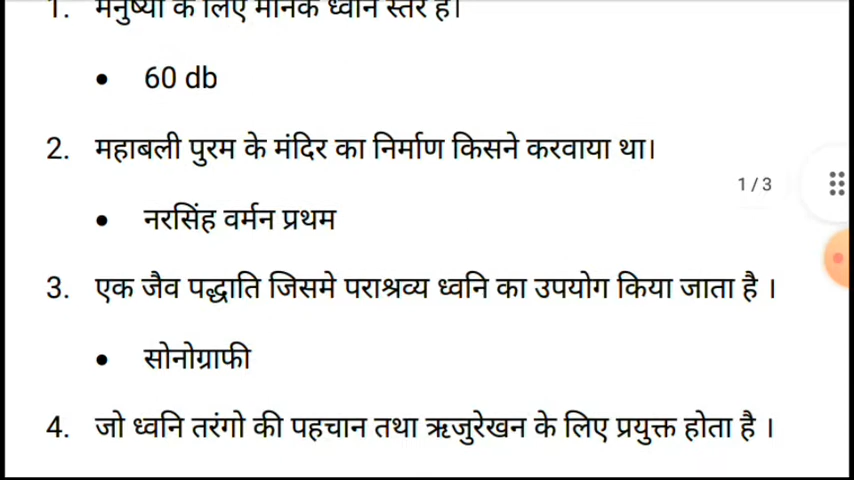 1. मनुष्यो के लिए मानक ध्वनि स्तर है।
• 60 db
2. महाबली पुरम के मंदिर का निर्माण किसने करवाया था।
1 / 3
• नरसिंह वर्मन प्रथम
3. एक जैव पद्धाति जिसमे पराश्रव्य ध्वनि का उपयोग किया जाता है ।
• सोनोग्राफी
4. जो ध्वनि तरंगो की पहचान तथा ऋजुरेखन के लिए प्रयुक्त होता है ।